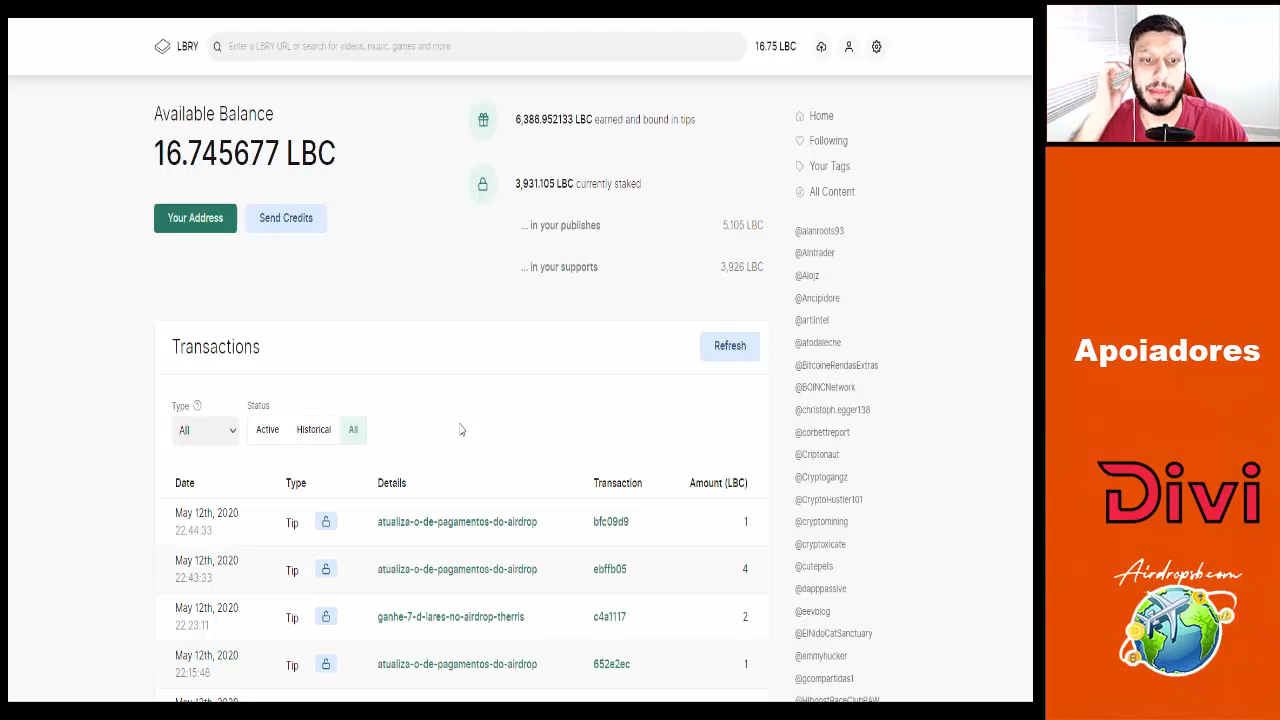 LBRY
Enter a LBRY URL or search for videos, music, games and more
16.75 LBC
Available Balance
16.745677 LBC
Your Address
Send Credits
6,386.952133 LBC earned and bound in tips
3,931.105 LBC currently staked
... in your publishes
5.105 LBC
... in your supports
3,926 LBC
Transactions
Refresh
Type
Status
All
Active
Historical
All
Date
Type
Details
Transaction
Amount (LBC)
May 12th, 2020
22:44:33
Tip
atualiza-o-de-pagamentos-do-airdrop
bfc09d9
1
May 12th, 2020
22:43:33
Tip
atualiza-o-de-pagamentos-do-airdrop
ebffb05
4
May 12th, 2020
22:23:11
Tip
ganhe-7-d-lares-no-airdrop-therris
c4a1117
2
May 12th, 2020
22:15:48
Tip
atualiza-o-de-pagamentos-do-airdrop
652e2ec
1
May 12th, 2020
Home
Following
Your Tags
All Content
@alanroots93
@AIntrader
@Alojz
@Ancipidore
@artlintel
@atodaleche
@BitcoineRendasExtras
@BOINCNetwork
@christoph.egger138
@corbettreport
@Criptonaut
@Cryptogangz
@CryptoHustler101
@cryptomining
@cryptoxicate
@cutepets
@dapppassive
@eevblog
@ElNidoCatSanctuary
@emmyhucker
@gcompartidas1
Apoiadores
Divi
Airdropsb.com